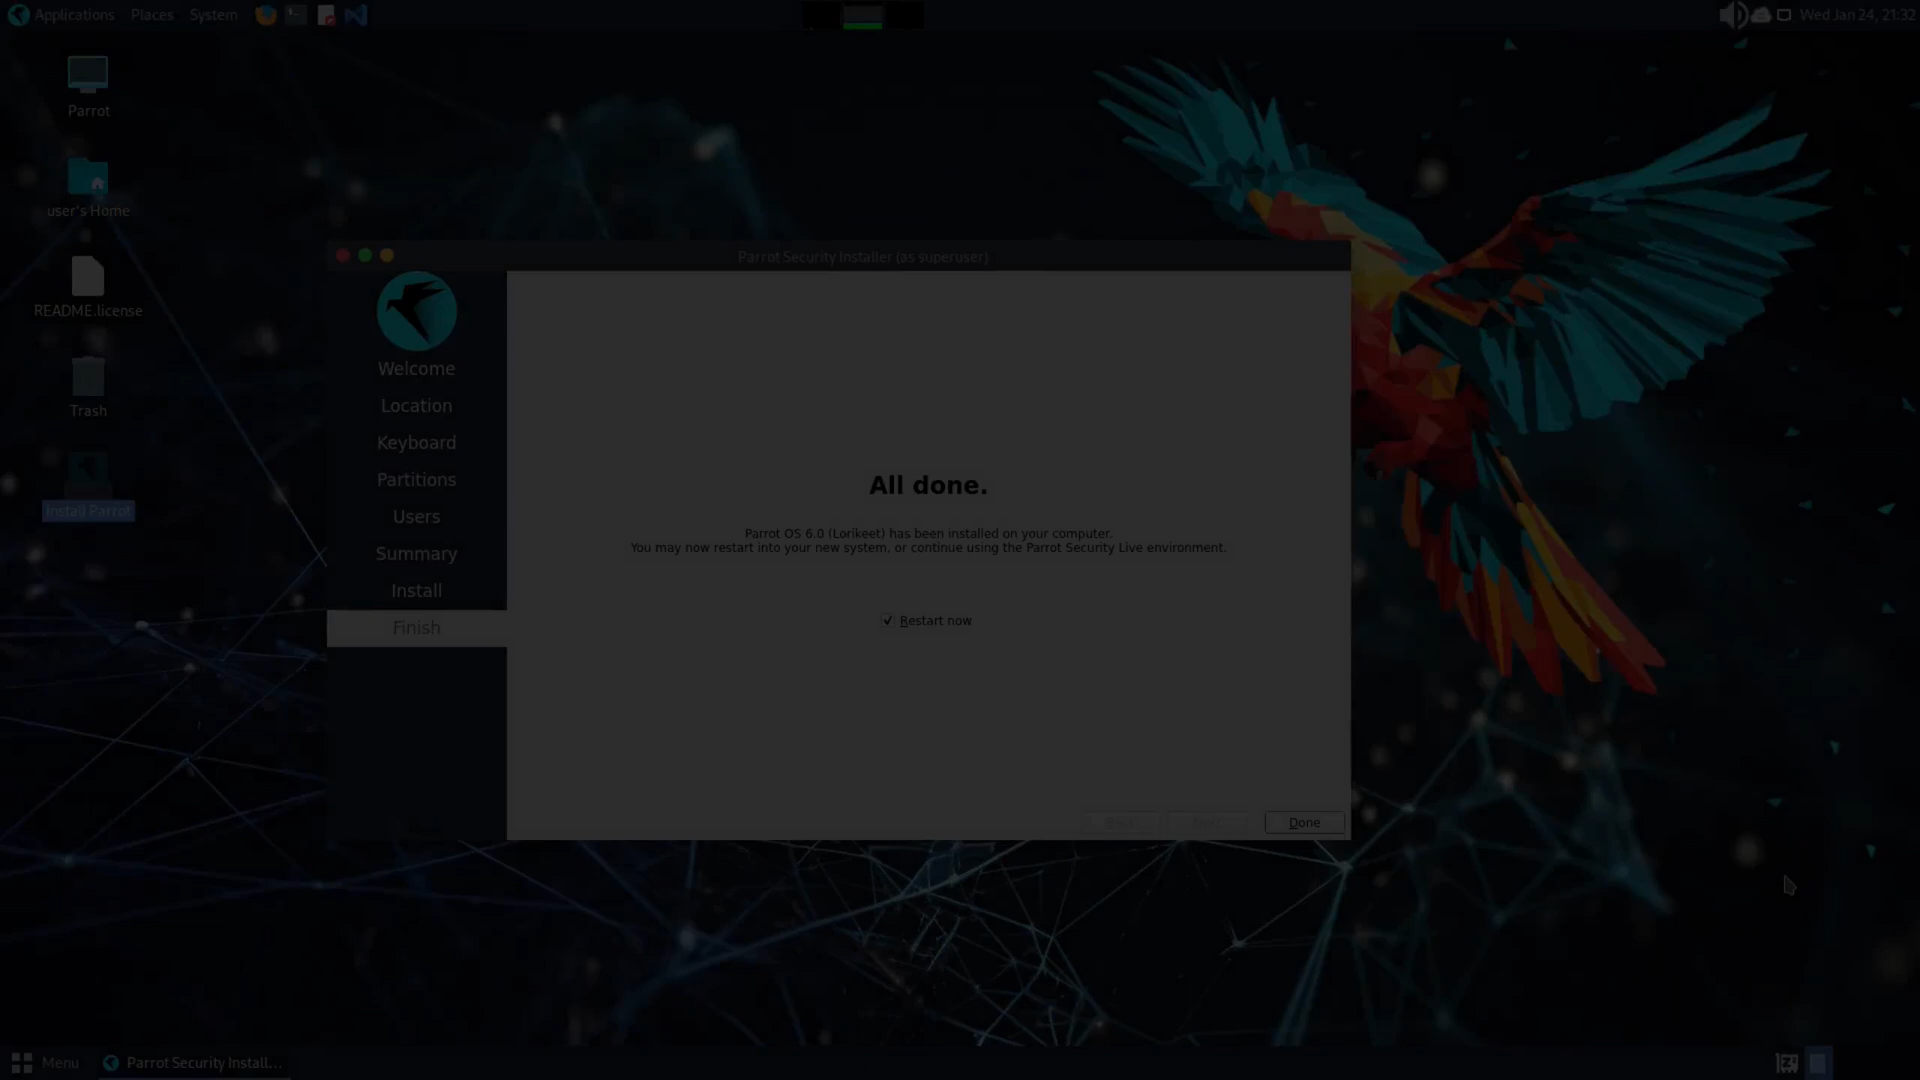 Applications Places System
Wed Jan 24, 21:32
Parrot
user's Home
README.license
Trash
Install Parrot
Parrot Security Installer (as superuser)
Welcome
Location
Keyboard
Partitions
Users
Summary
Install
Finish
All done.
Parrot OS 6.0 (Lorikeet) has been installed on your computer.
You may now restart into your new system, or continue using the Parrot Security Live environment.
Restart now
Done
Menu
Parrot Security Install...